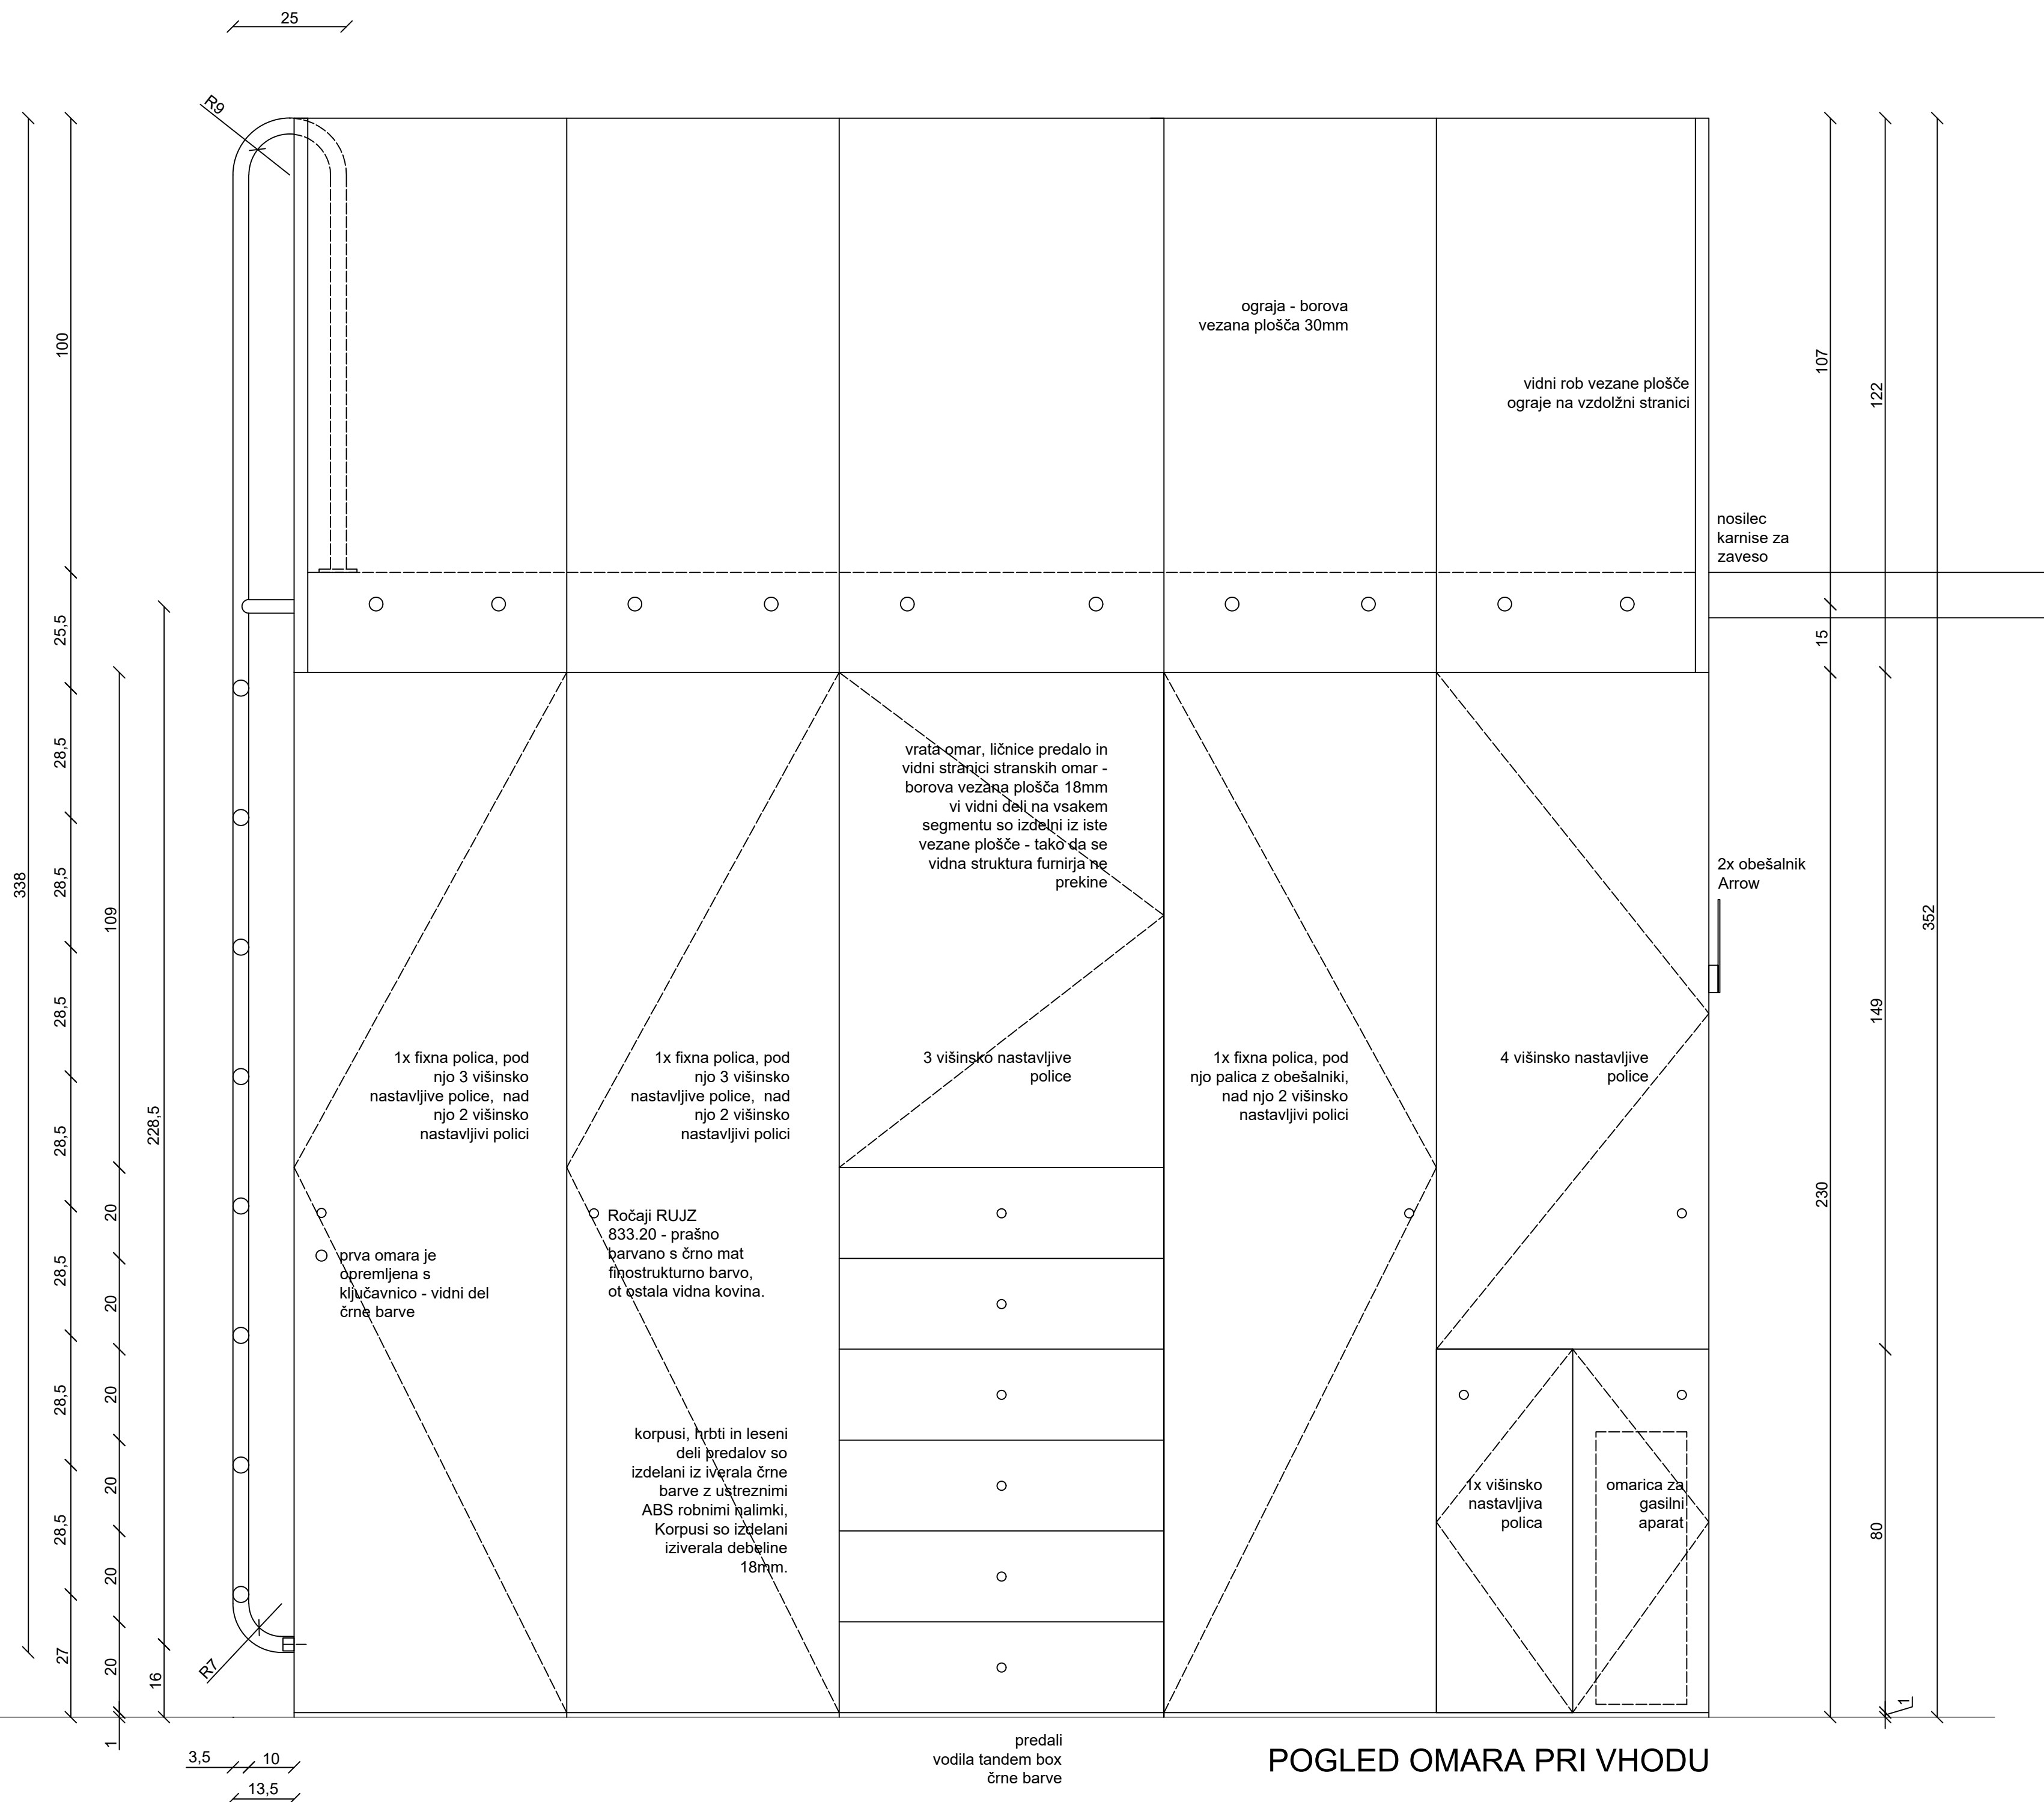 25
R9
100
25,5
28,5
28,5
28,5
28,5
28,5
28,5
28,5
27
338
109
20
20
20
20
20
20
1
228,5
16
R7
3,5
10
13,5
ograja - borova
vezana plošča 30mm
vidni rob vezane plošče
ograje na vzdolžni stranici
nosilec
karnise za
zaveso
107
15
230
122
149
80
1
352
vrata omar, ličnice predalo in
vidni stranici stranskih omar -
borova vezana plošča 18mm
vi vidni deli na vsakem
segmentu so izdelni iz iste
vezane plošče - tako da se
vidna struktura furnirja ne
prekine
2x obešalnik
Arrow
1x fixna polica, pod
njo 3 višinsko
nastavljive police,  nad
njo 2 višinsko
nastavljivi polici
1x fixna polica, pod
njo 3 višinsko
nastavljive police,  nad
njo 2 višinsko
nastavljivi polici
3 višinsko nastavljive
police
1x fixna polica, pod
njo palica z obešalniki,
nad njo 2 višinsko
nastavljivi polici
4 višinsko nastavljive
police
prva omara je
opremljena s
ključavnico - vidni del
črne barve
Ročaji RUJZ
833.20 - prašno
barvano s črno mat
finostrukturno barvo,
ot ostala vidna kovina.
korpusi, hrbti in leseni
deli predalov so
izdelani iz iverala črne
barve z ustreznimi
ABS robnimi nalimki,
Korpusi so izdelani
iziverala debeline
18mm.
1x višinsko
nastavljiva
polica
omarica za
gasilni
aparat
predali
vodila tandem box
črne barve
POGLED OMARA PRI VHODU